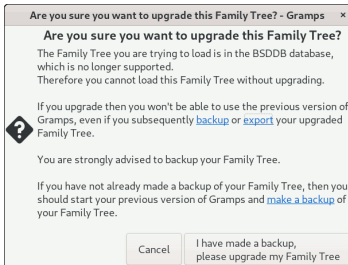 Are you sure you want to upgrade this Family Tree? - Gramps ×
Are you sure you want to upgrade this Family Tree?
The Family Tree you are trying to load is in the BSDDB database,
which is no longer supported.
Therefore you cannot load this Family Tree without upgrading.
If you upgrade then you won't be able to use the previous version of
Gramps, even if you subsequently backup or export your upgraded
Family Tree.
You are strongly advised to backup your Family Tree.
If you have not already made a backup of your Family Tree, then you
should start your previous version of Gramps and make a backup of
your Family Tree.
Cancel
I have made a backup,
please upgrade my Family Tree